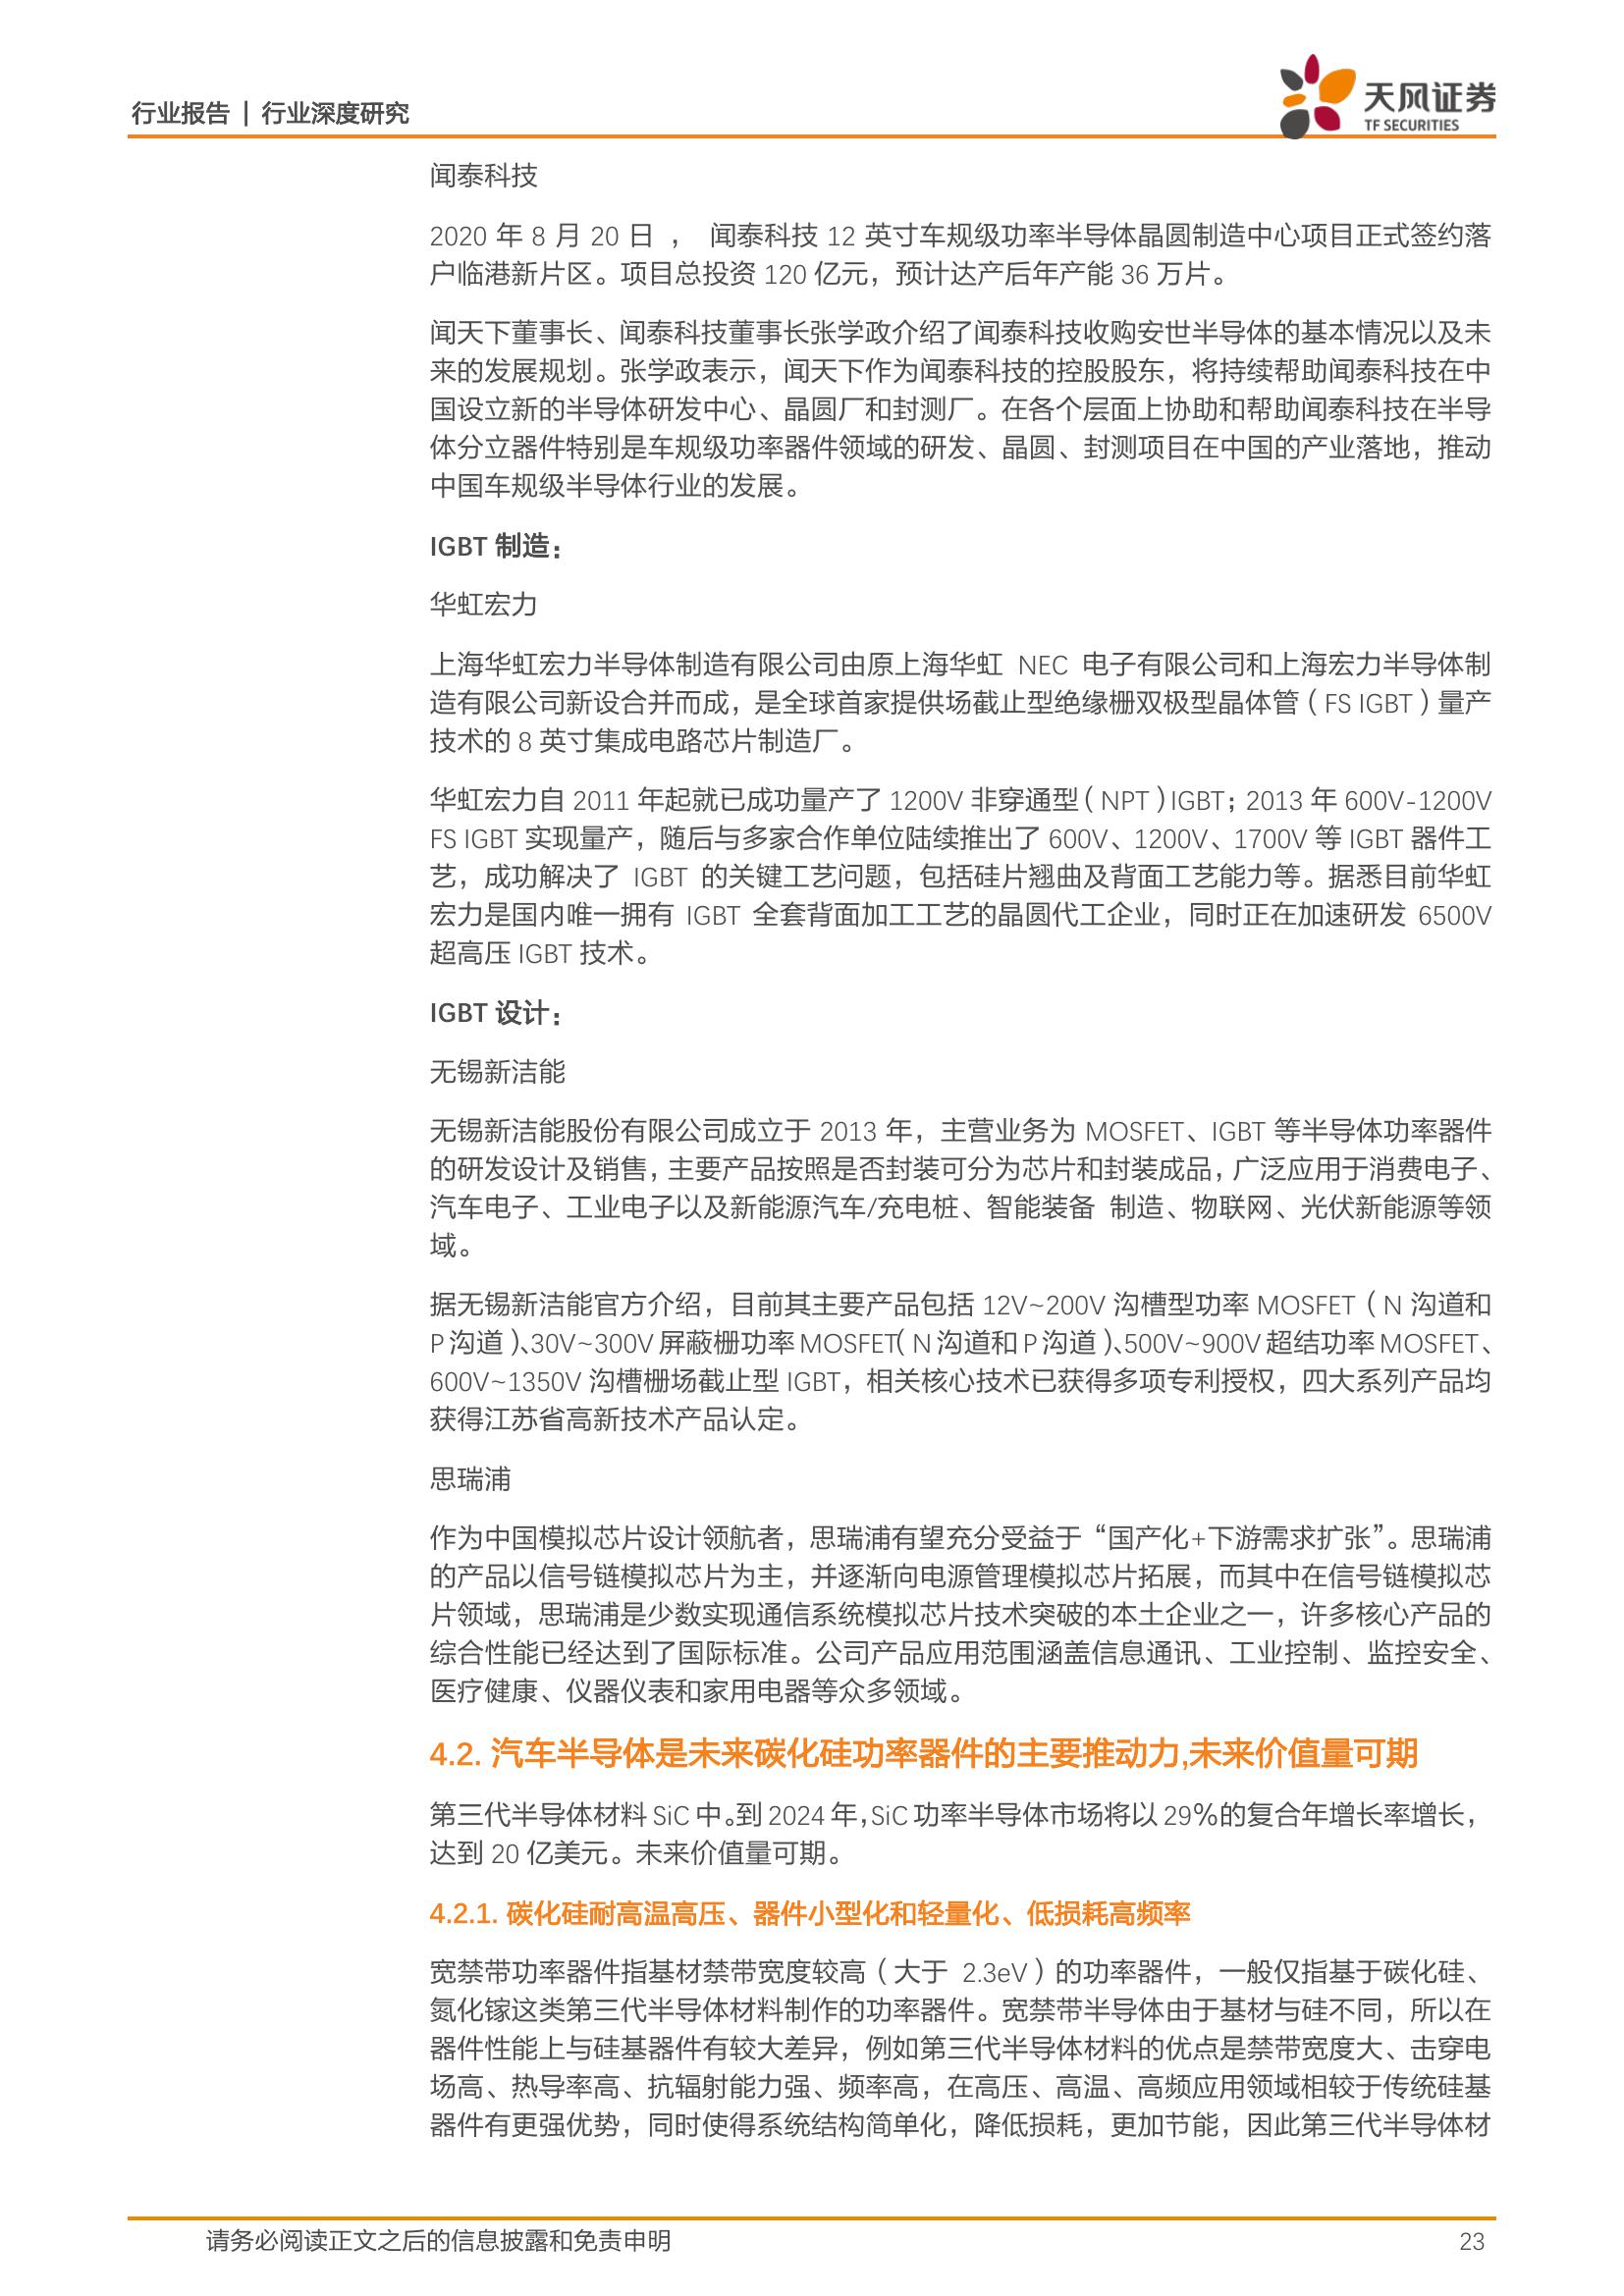 行业报告 | 行业深度研究
天风证券
TF SECURITIES
闻泰科技
2020 年 8 月 20 日 ， 闻泰科技 12 英寸车规级功率半导体晶圆制造中心项目正式签约落
户临港新片区。项目总投资 120 亿元，预计达产后年产能 36 万片。
闻天下董事长、闻泰科技董事长张学政介绍了闻泰科技收购安世半导体的基本情况以及未
来的发展规划。张学政表示，闻天下作为闻泰科技的控股股东，将持续帮助闻泰科技在中
国设立新的半导体研发中心、晶圆厂和封测厂。在各个层面上协助和帮助闻泰科技在半导
体分立器件特别是车规级功率器件领域的研发、晶圆、封测项目在中国的产业落地，推动
中国车规级半导体行业的发展。
IGBT 制造：
华虹宏力
上海华虹宏力半导体制造有限公司由原上海华虹 NEC 电子有限公司和上海宏力半导体制
造有限公司新设合并而成，是全球首家提供场截止型绝缘栅双极型晶体管（FS IGBT）量产
技术的 8 英寸集成电路芯片制造厂。
华虹宏力自 2011 年起就已成功量产了 1200V 非穿通型（NPT）IGBT；2013 年 600V-1200V
FS IGBT 实现量产，随后与多家合作单位陆续推出了 600V、1200V、1700V 等 IGBT 器件工
艺，成功解决了 IGBT 的关键工艺问题，包括硅片翘曲及背面工艺能力等。据悉目前华虹
宏力是国内唯一拥有 IGBT 全套背面加工工艺的晶圆代工企业，同时正在加速研发 6500V
超高压 IGBT 技术。
IGBT 设计：
无锡新洁能
无锡新洁能股份有限公司成立于 2013 年，主营业务为 MOSFET、IGBT 等半导体功率器件
的研发设计及销售，主要产品按照是否封装可分为芯片和封装成品，广泛应用于消费电子、
汽车电子、工业电子以及新能源汽车/充电桩、智能装备 制造、物联网、光伏新能源等领
域。
据无锡新洁能官方介绍，目前其主要产品包括 12V~200V 沟槽型功率 MOSFET（N 沟道和
P 沟道）、30V~300V 屏蔽栅功率 MOSFET（N 沟道和 P 沟道）、500V~900V 超结功率 MOSFET、
600V~1350V 沟槽栅场截止型 IGBT，相关核心技术已获得多项专利授权，四大系列产品均
获得江苏省高新技术产品认定。
思瑞浦
作为中国模拟芯片设计领航者，思瑞浦有望充分受益于“国产化+下游需求扩张”。思瑞浦
的产品以信号链模拟芯片为主，并逐渐向电源管理模拟芯片拓展，而其中在信号链模拟芯
片领域，思瑞浦是少数实现通信系统模拟芯片技术突破的本土企业之一，许多核心产品的
综合性能已经达到了国际标准。公司产品应用范围涵盖信息通讯、工业控制、监控安全、
医疗健康、仪器仪表和家用电器等众多领域。
4.2. 汽车半导体是未来碳化硅功率器件的主要推动力,未来价值量可期
第三代半导体材料 SiC 中。到 2024 年，SiC 功率半导体市场将以 29%的复合年增长率增长，
达到 20 亿美元。未来价值量可期。
4.2.1. 碳化硅耐高温高压、器件小型化和轻量化、低损耗高频率
宽禁带功率器件指基材禁带宽度较高（大于 2.3eV）的功率器件，一般仅指基于碳化硅、
氮化镓这类第三代半导体材料制作的功率器件。宽禁带半导体由于基材与硅不同，所以在
器件性能上与硅基器件有较大差异，例如第三代半导体材料的优点是禁带宽度大、击穿电
场高、热导率高、抗辐射能力强、频率高，在高压、高温、高频应用领域相较于传统硅基
器件有更强优势，同时使得系统结构简单化，降低损耗，更加节能，因此第三代半导体材
请务必阅读正文之后的信息披露和免责申明
23